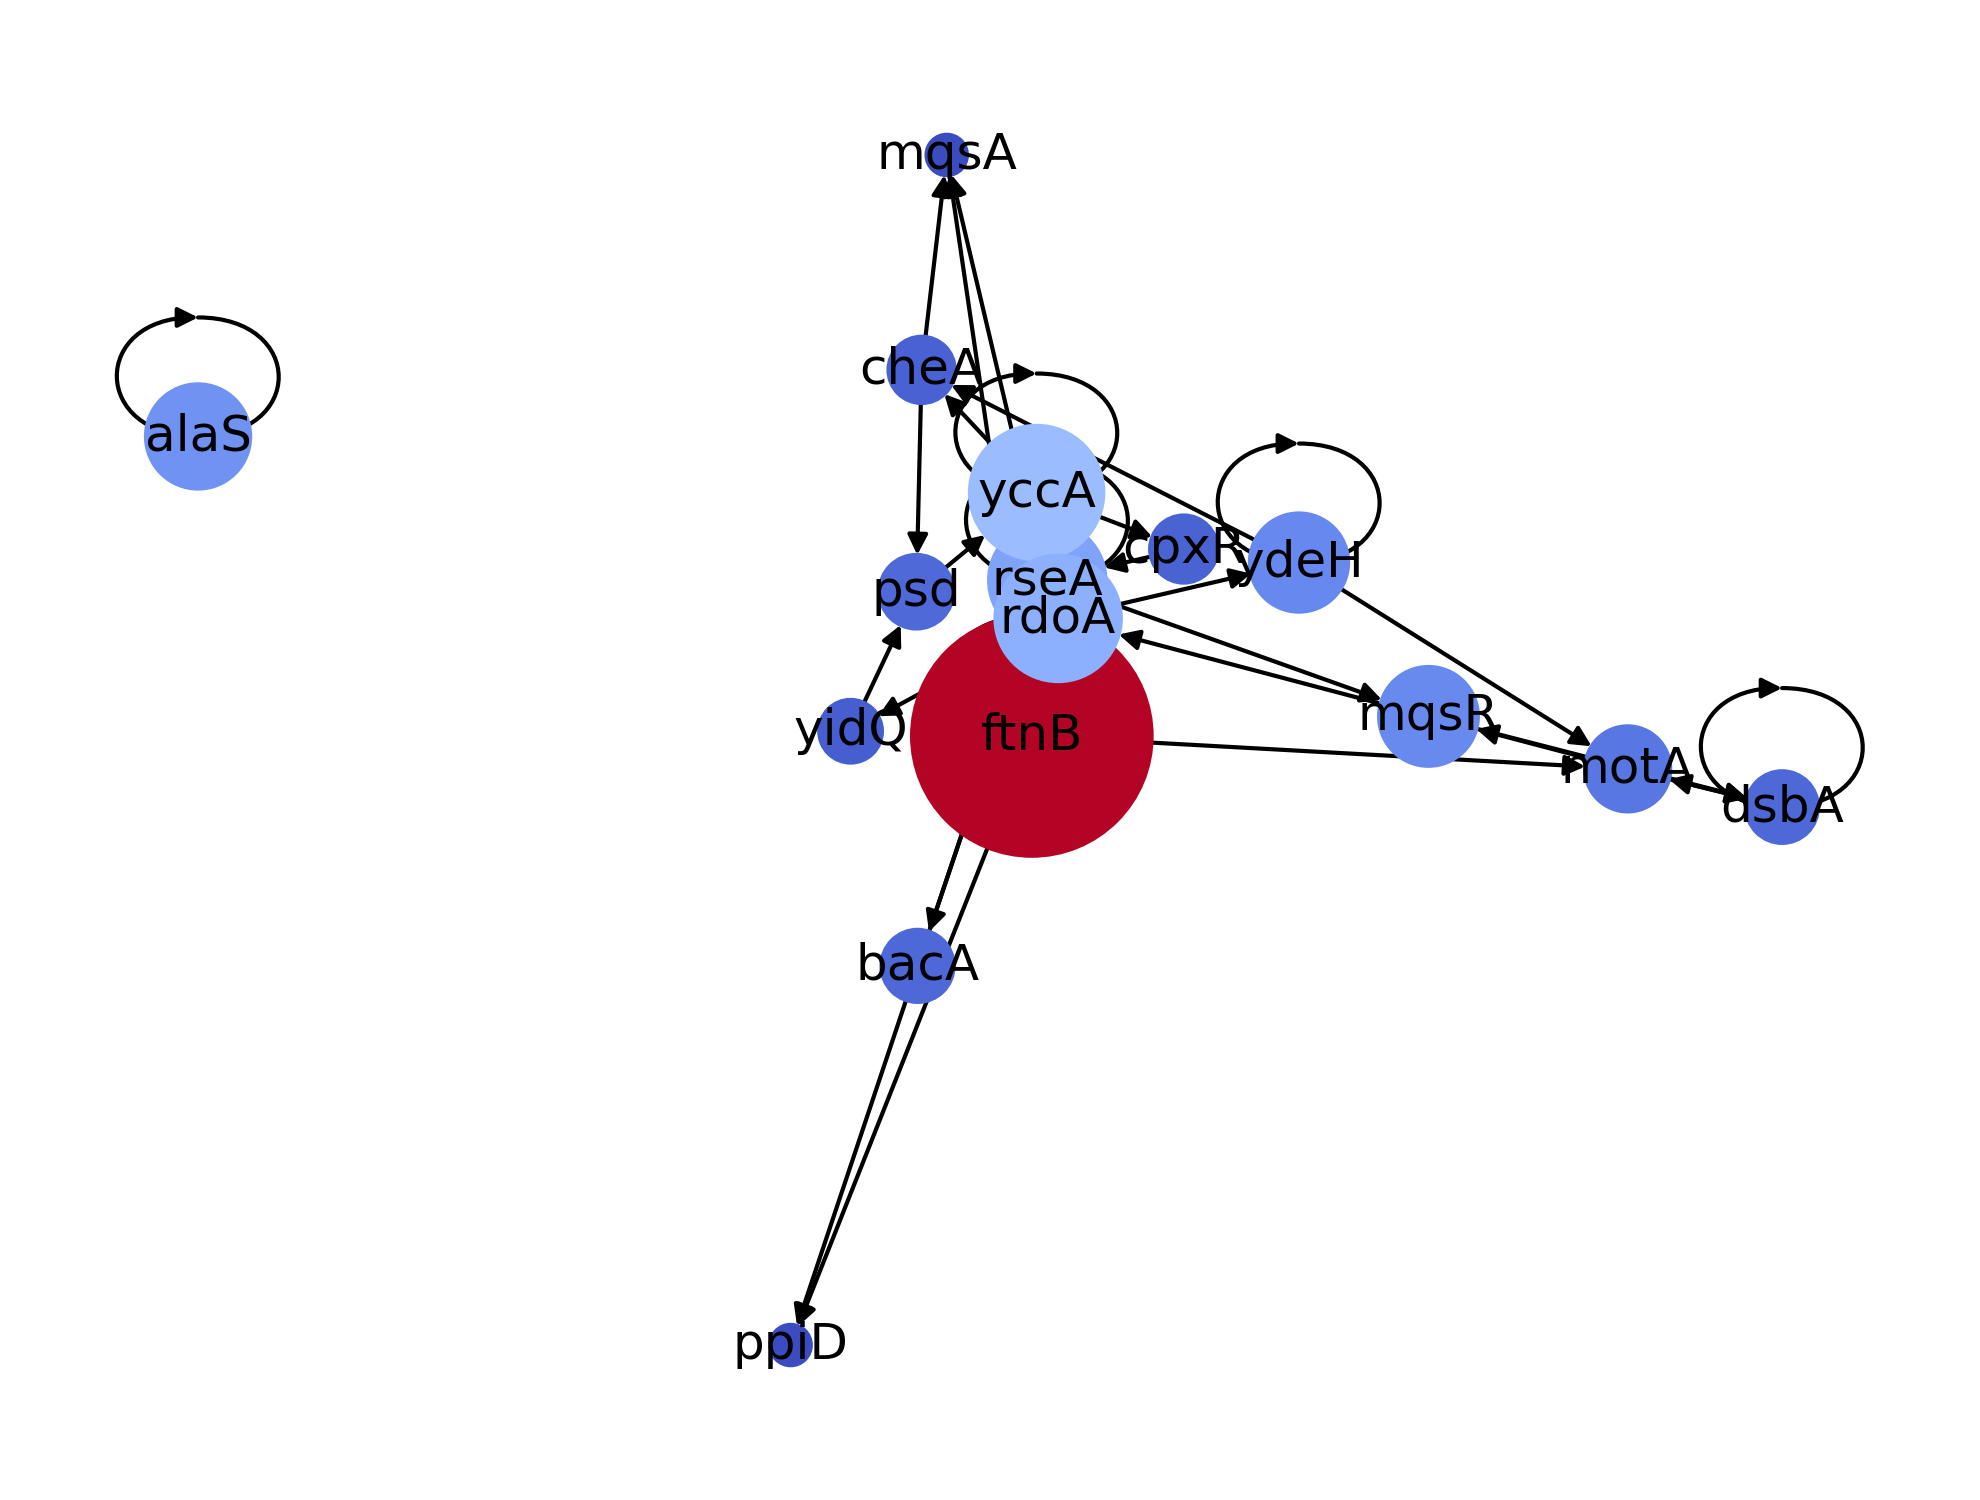 mqsA
cheA
alaS
yccA
cpxR
ydeH
rseA
psd
rdoA
mqsR
yidQ
ftnB
motA
dsbA
bacA
ppiD